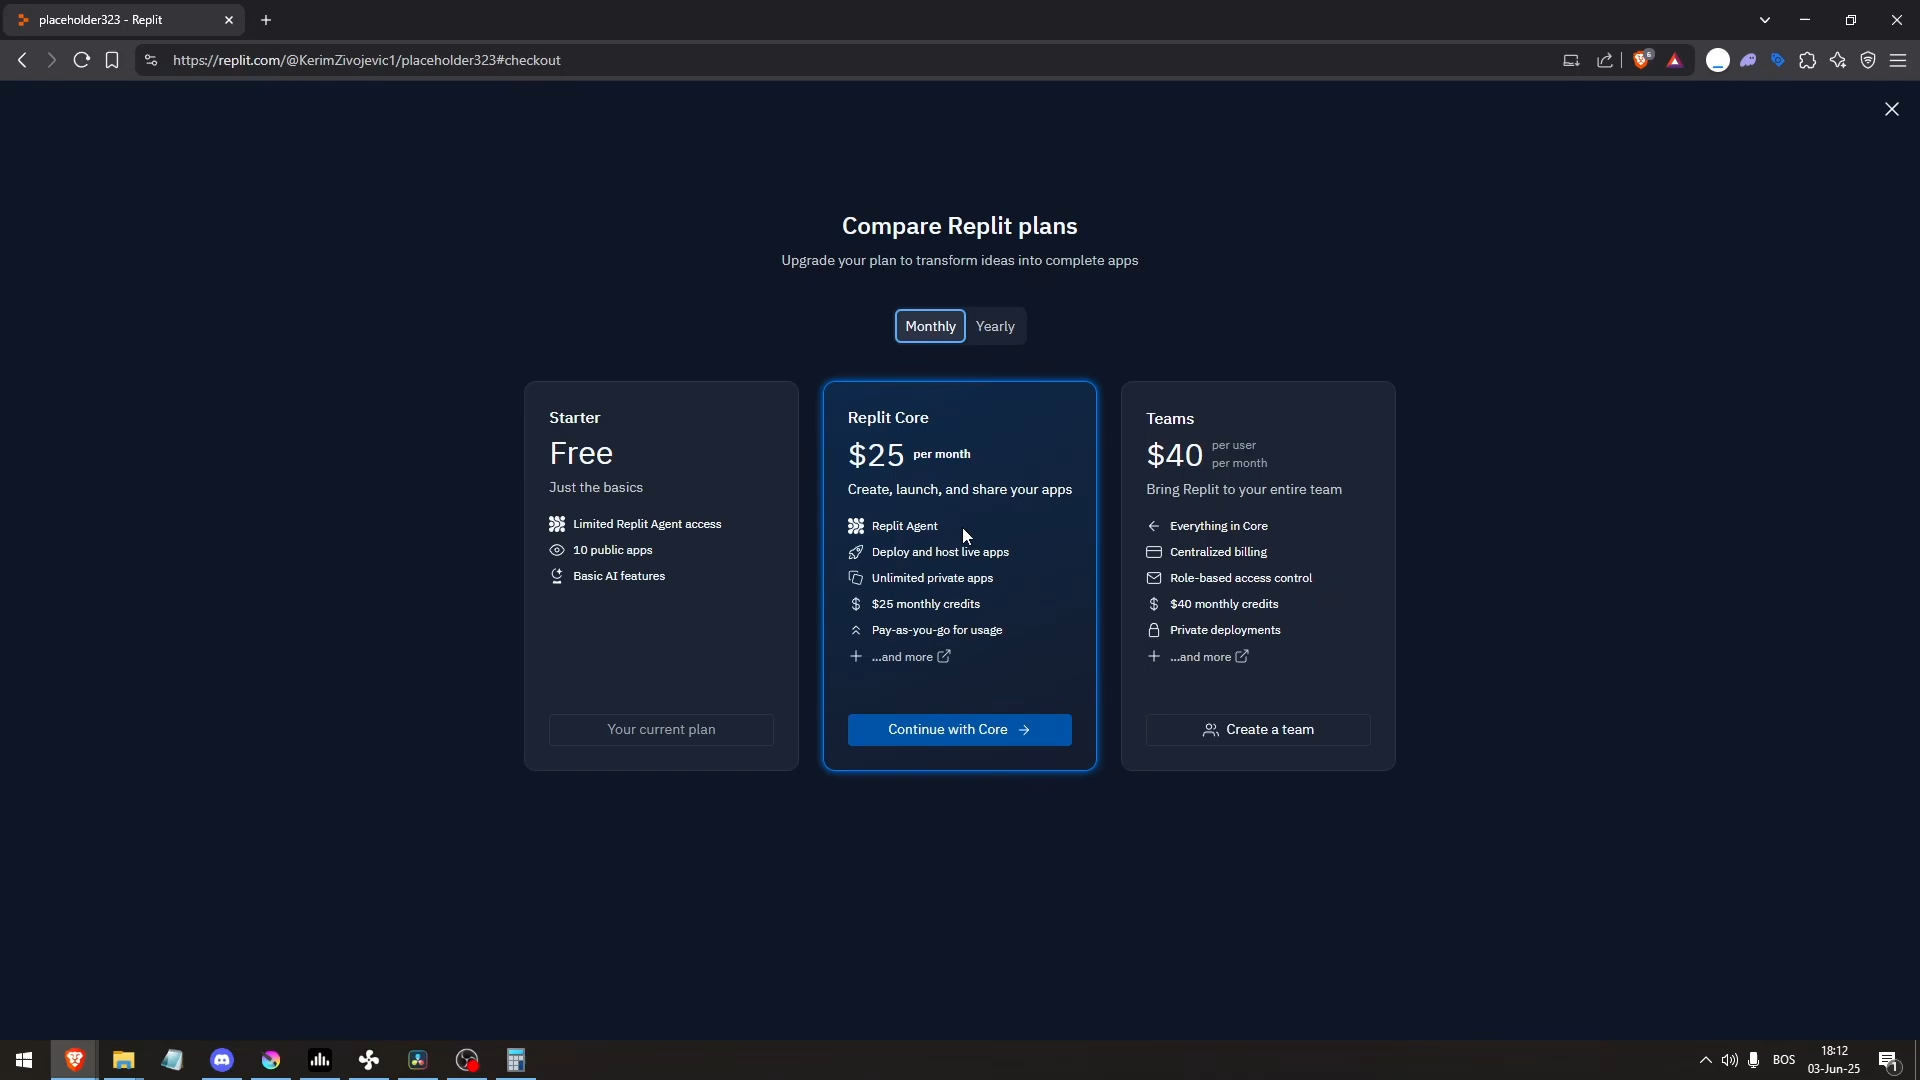 placeholder323 - Replit
https://replit.com/@KerimZivojevic1/placeholder323#checkout
6
Compare Replit plans
Upgrade your plan to transform ideas into complete apps
Monthly
Yearly
Starter
Free
Just the basics
Limited Replit Agent access
10 public apps
Basic AI features
Your current plan
Replit Core
$25 per month
Create, launch, and share your apps
Replit Agent
Deploy and host live apps
Unlimited private apps
$25 monthly credits
Pay-as-you-go for usage
...and more
Continue with Core
Teams
$40 per user
per month
Bring Replit to your entire team
Everything in Core
Centralized billing
Role-based access control
$40 monthly credits
Private deployments
...and more
Create a team
BOS
18:12
03-Jun-25
1